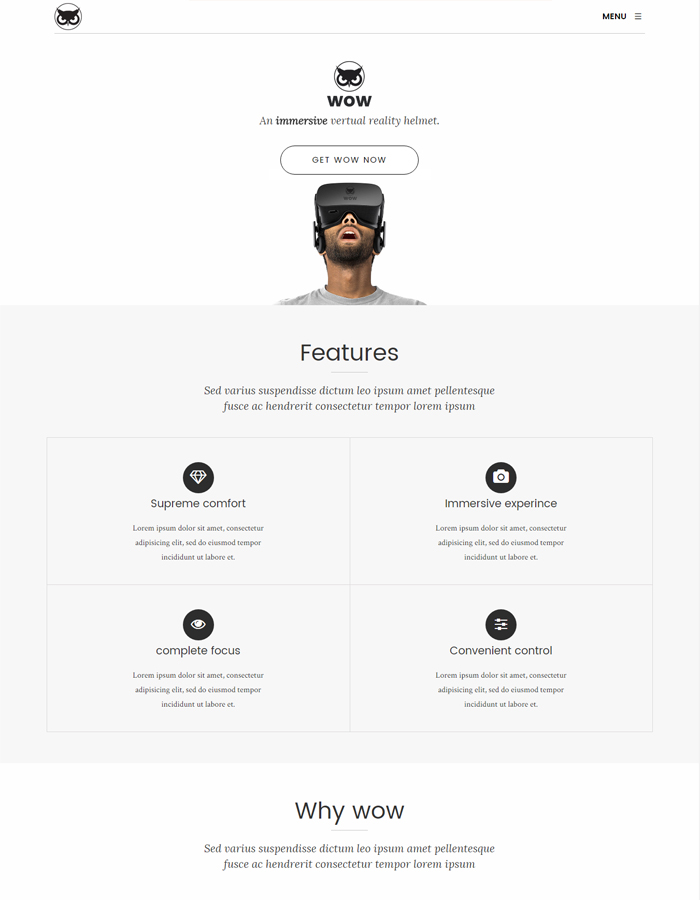 MENU
WOW
An immersive vertual reality helmet.
GET WOW NOW
WOW
Features
Sed varius suspendisse dictum leo ipsum amet pellentesque
fusce ac hendrerit consectetur tempor lorem ipsum
Supreme comfort
Lorem ipsum dolor sit amet, consectetur
adipisicing elit, sed do eiusmod tempor
incididunt ut labore et.
Immersive experince
Lorem ipsum dolor sit amet, consectetur
adipisicing elit, sed do eiusmod tempor
incididunt ut labore et.
complete focus
Lorem ipsum dolor sit amet, consectetur
adipisicing elit, sed do eiusmod tempor
incididunt ut labore et.
Convenient control
Lorem ipsum dolor sit amet, consectetur
adipisicing elit, sed do eiusmod tempor
incididunt ut labore et.
Why wow
Sed varius suspendisse dictum leo ipsum amet pellentesque
fusce ac hendrerit consectetur tempor lorem ipsum